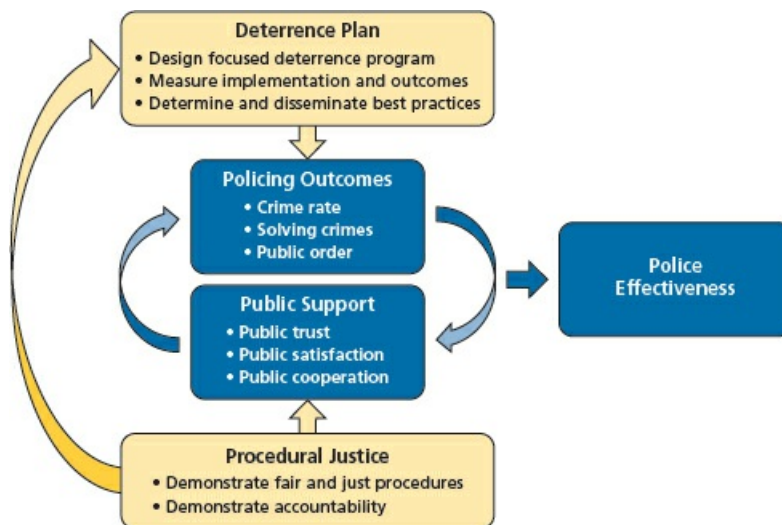 Deterrence Plan
• Design focused deterrence program
• Measure implementation and outcomes
• Determine and disseminate best practices
Policing Outcomes
• Crime rate
• Solving crimes
• Public order
Public Support
• Public trust
• Public satisfaction
• Public cooperation
Police
Effectiveness
Procedural Justice
• Demonstrate fair and just procedures
• Demonstrate accountability